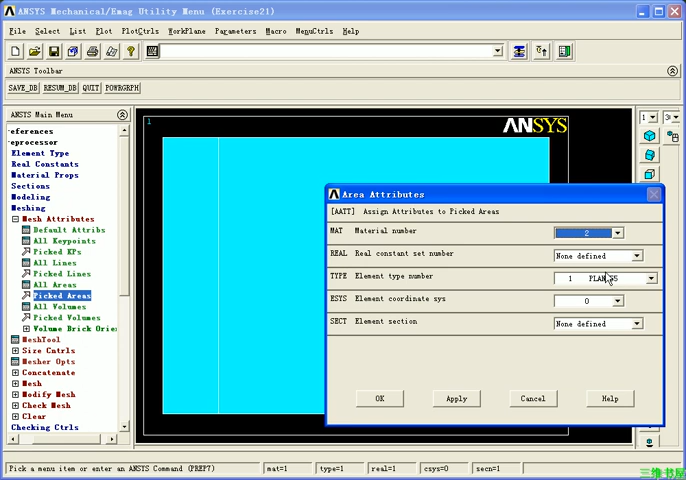 ANSYS Mechanical/Emag Utility Menu (Exercise21)
File Select List Plot PlotCtrls WorkPlane Parameters Macro MenuCtrls Help
ANSYS Toolbar
SAVE_DB RESUM_DB QUIT POWRGRPH
ANSYS Main Menu
references
reprocessor
Element Type
Real Constants
Material Props
Sections
Modeling
Meshing
Mesh Attributes
Default Attribs
All Keypoints
Picked KPs
All Lines
Picked Lines
All Areas
Picked Areas
All Volumes
Picked Volumes
Volume Brick Orie
MeshTool
Size Cntrls
Mesher Opts
Concatenate
Mesh
Modify Mesh
Check Mesh
Clear
Checking Ctrls
1
ANSYS
1
3
Area Attributes
[AATT] Assign Attributes to Picked Areas
MAT Material number 2
REAL Real constant set number None defined
TYPE Element type number 1 PLANE55
ESYS Element coordinate sys 0
SECT Element section None defined
OK Apply Cancel Help
Pick a menu item or enter an ANSYS Command (PREP7) mat=1 type=1 real=1 csys=0 secn=1
三维书屋